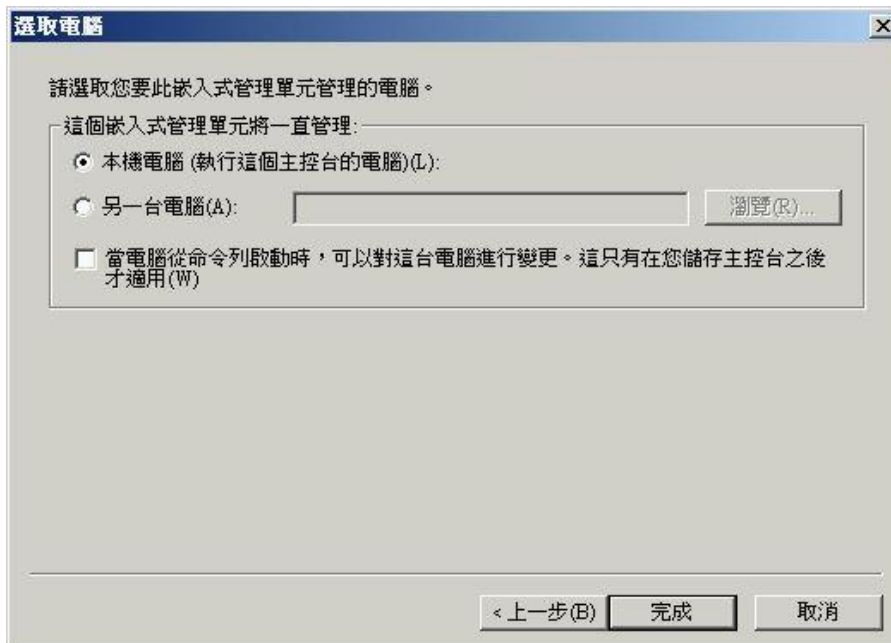 選取電腦
請選取您要此嵌入式管理單元管理的電腦。
這個嵌入式管理單元將一直管理:
本機電腦 (執行這個主控台的電腦)(L):
另一台電腦(A):
瀏覽(R)...
當電腦從命令列啟動時，可以對這台電腦進行變更。這只有在您儲存主控台之後
才適用(W)
< 上一步(B)
完成
取消